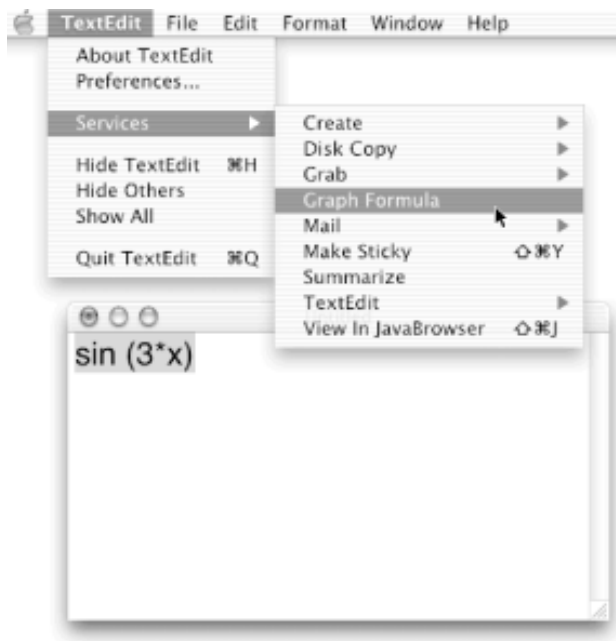 TextEdit File Edit Format Window Help
About TextEdit
Preferences...
Services
Hide TextEdit ⌘H
Hide Others
Show All
Quit TextEdit ⌘Q
Create
Disk Copy
Grab
Graph Formula
Mail
Make Sticky ⇧⌘Y
Summarize
TextEdit
View In JavaBrowser ⇧⌘J
sin (3*x)